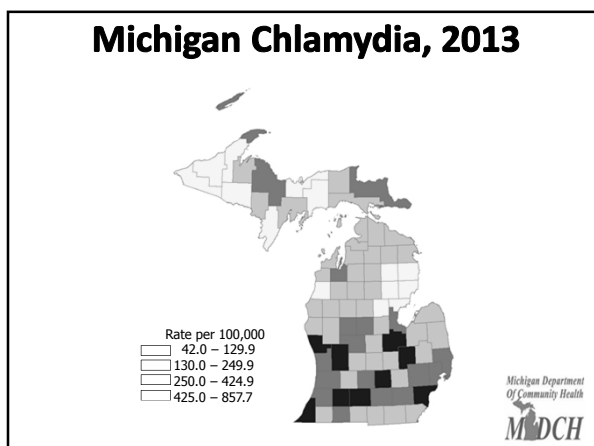 Michigan Chlamydia, 2013
Rate per 100,000
42.0 – 129.9
130.0 – 249.9
250.0 – 424.9
425.0 – 857.7
Michigan Department
Of Community Health
MDCH